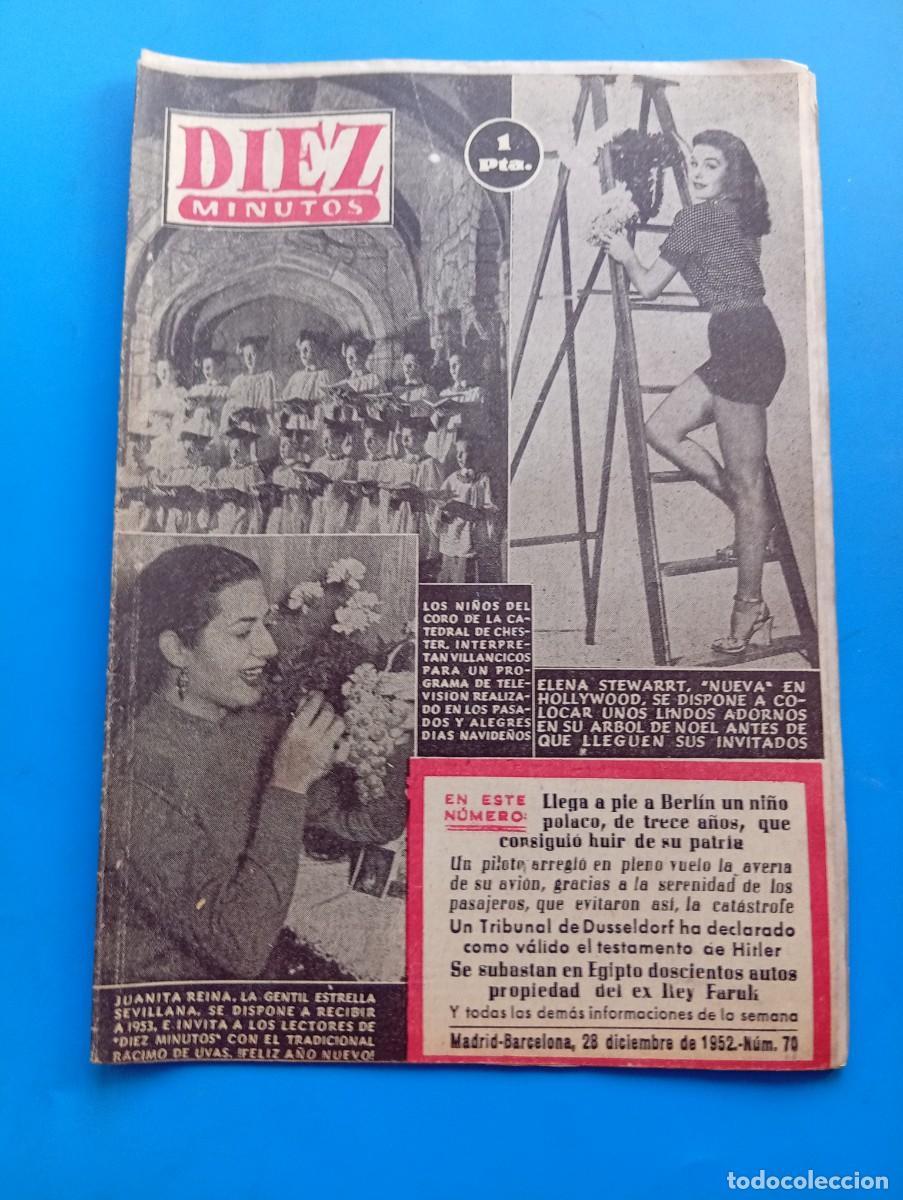 DIEZ
MINUTOS
1
Pta.
LOS NIÑOS DEL
CORO DE LA CA-
TEDRAL DE CHES-
TER, INTERPRE-
TAN VILLANCICOS
PARA UN PRO-
GRAMA DE TELE-
VISION REALIZA-
DO EN LOS PASA-
DOS Y ALEGRES
DIAS NAVIDEÑOS
ELENA STEWARRT, "NUEVA" EN
HOLLYWOOD, SE DISPONE A CO-
LOCAR UNOS LINDOS ADORNOS
EN SU ARBOL DE NOEL ANTES DE
QUE LLEGUEN SUS INVITADOS
JUANITA REINA, LA GENTIL ESTRELLA
SEVILLANA, SE DISPONE A RECIBIR
A 1953, E INVITA A LOS LECTORES DE
"DIEZ MINUTOS" CON EL TRADICIONAL
RACIMO DE UVAS. ¡FELIZ AÑO NUEVO!
EN ESTE
NÚMERO:
Llega a pie a Berlín un niño
polaco, de trece años, que
consiguió huir de su patria
Un piloto arregló en pleno vuelo la avería
de su avión, gracias a la serenidad de los
pasajeros, que evitaron así, la catástrofe
Un Tribunal de Dusseldorf ha declarado
como válido el testamento de Hitler
Se subastan en Egipto doscientos autos
propiedad del ex Rey Faruk
Y todas las demás informaciones de la semana
Madrid-Barcelona, 28 diciembre de 1952.-Núm. 70
todocoleccion